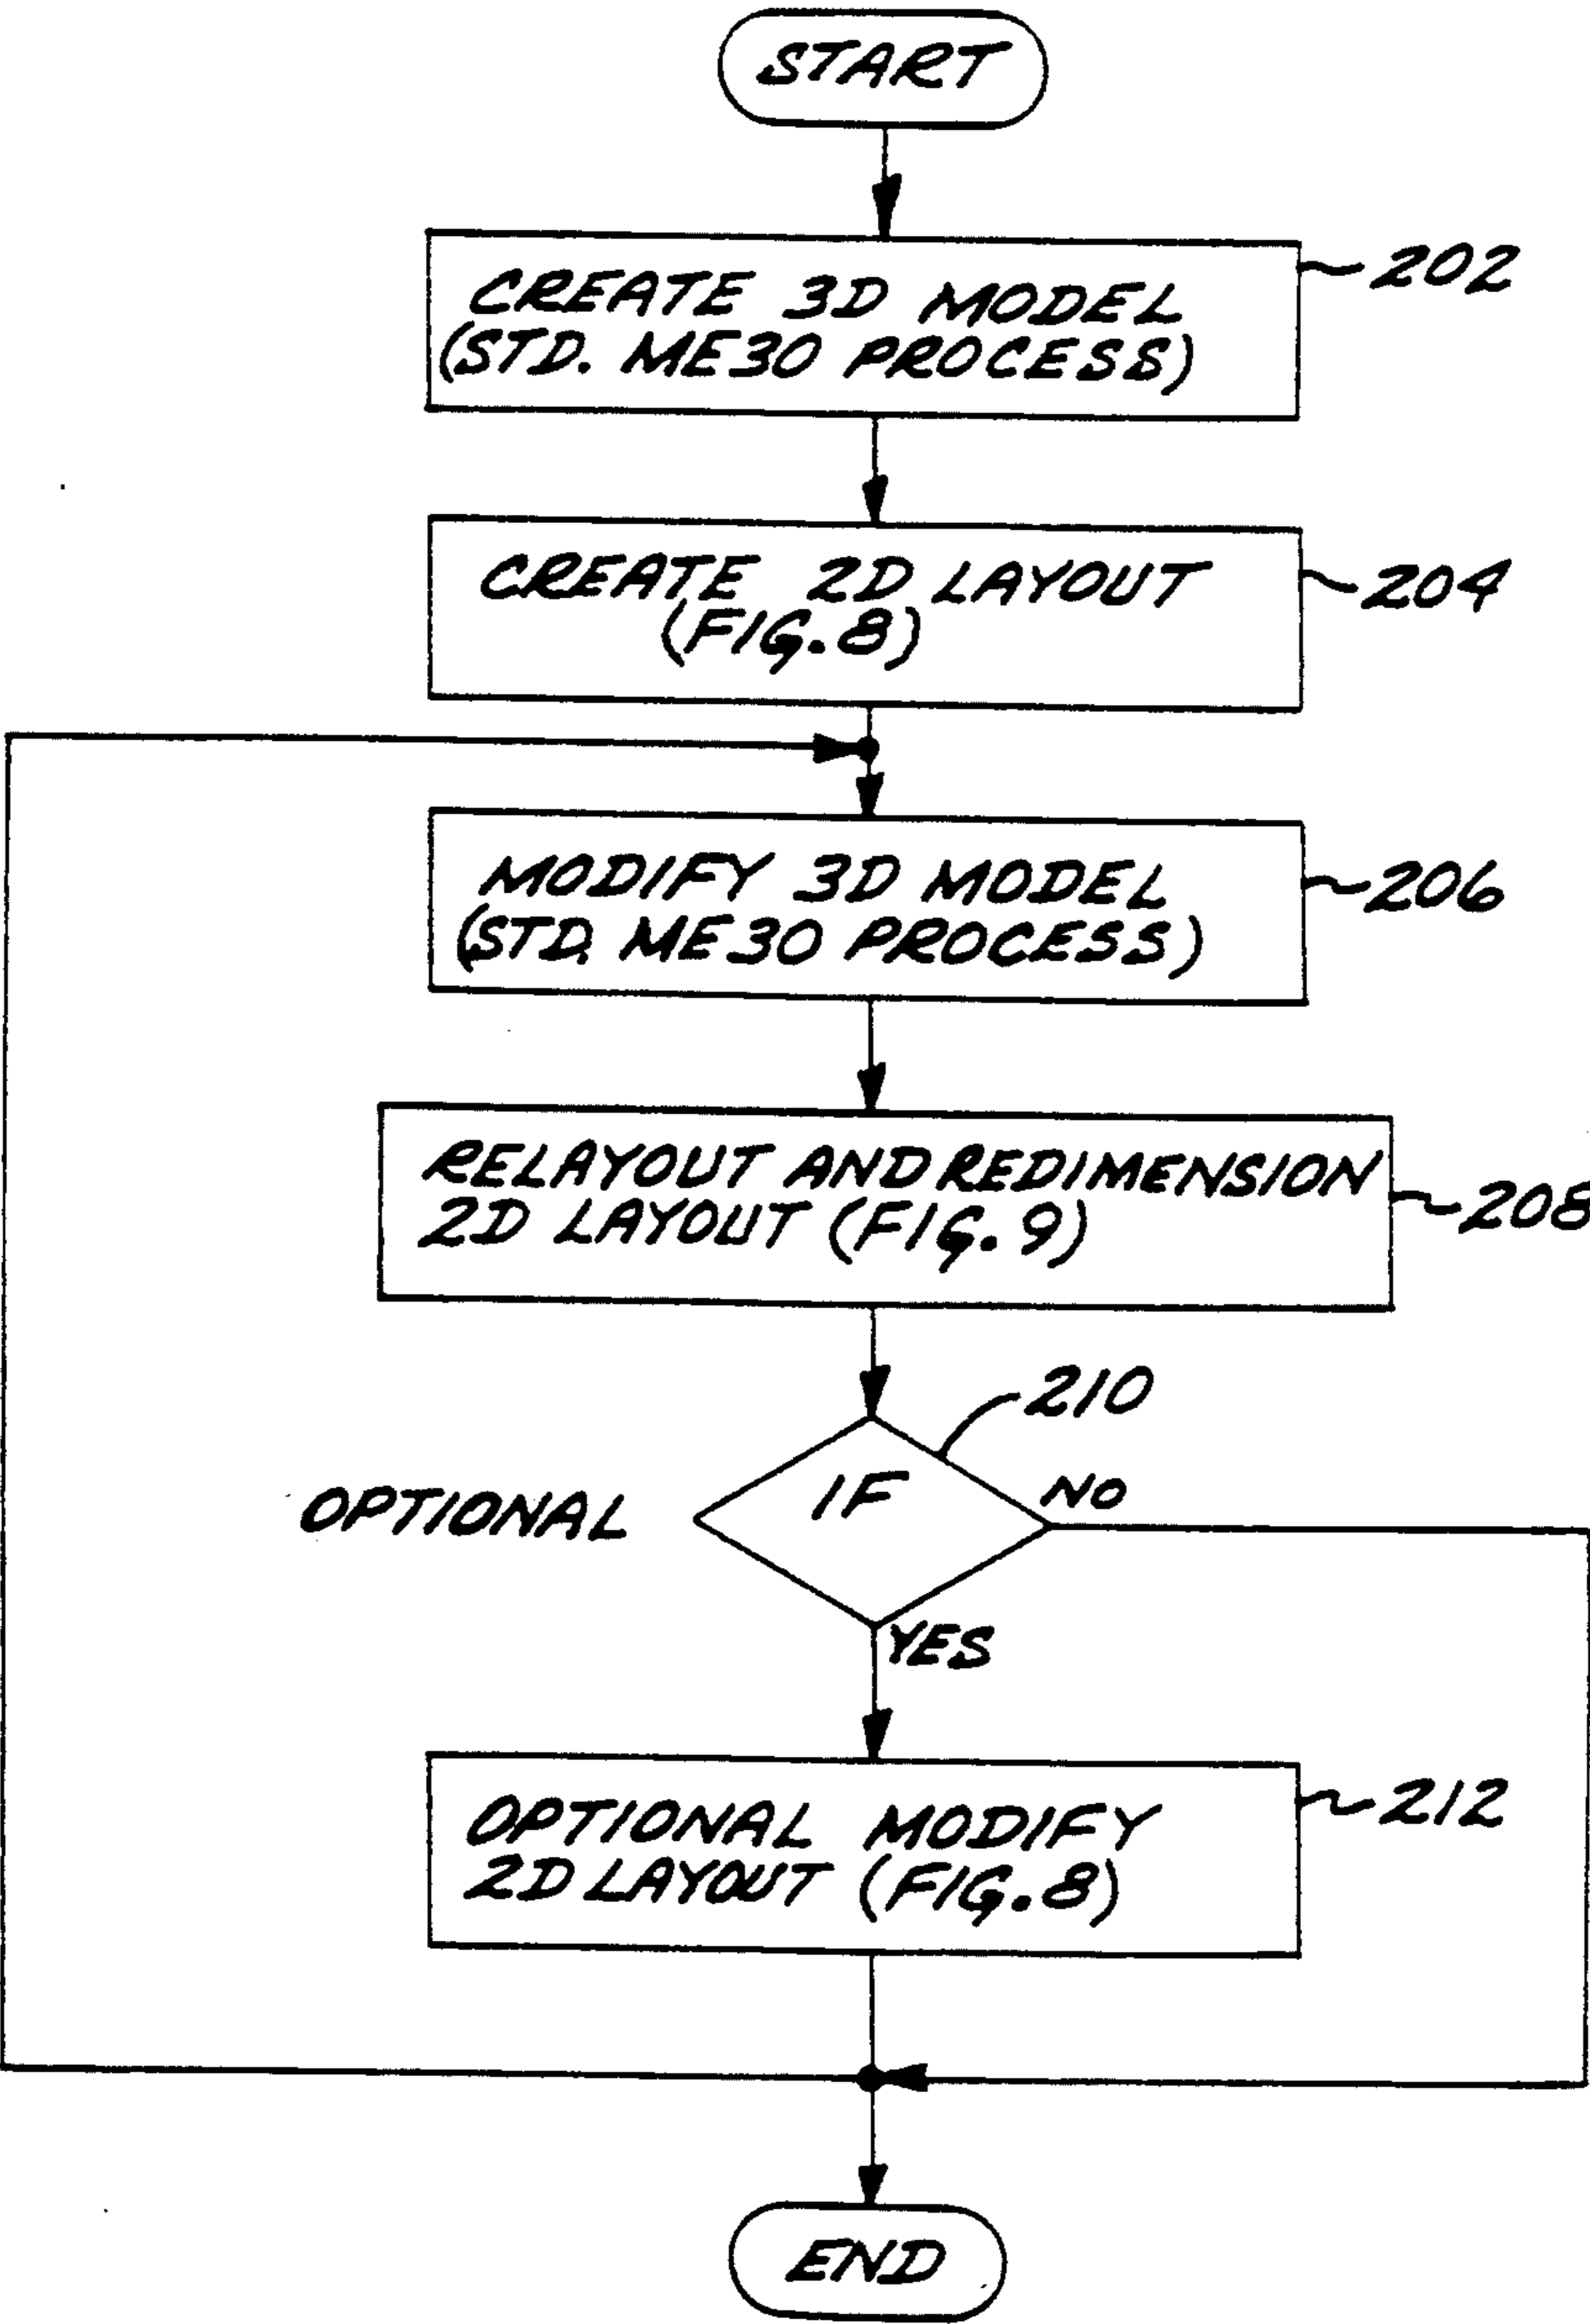 START
CREATE 3D MODEL
(STD. ME30 PROCESS)
202
CREATE 2D LAYOUT
(FIG. 8)
204
MODIFY 3D MODEL
(STD. ME30 PROCESS)
206
RELAYOUT AND REDIMENSION
2D LAYOUT (FIG. 9)
208
210
OPTIONAL
IF
NO
YES
OPTIONAL MODIFY
2D LAYOUT (FIG. 8)
212
END